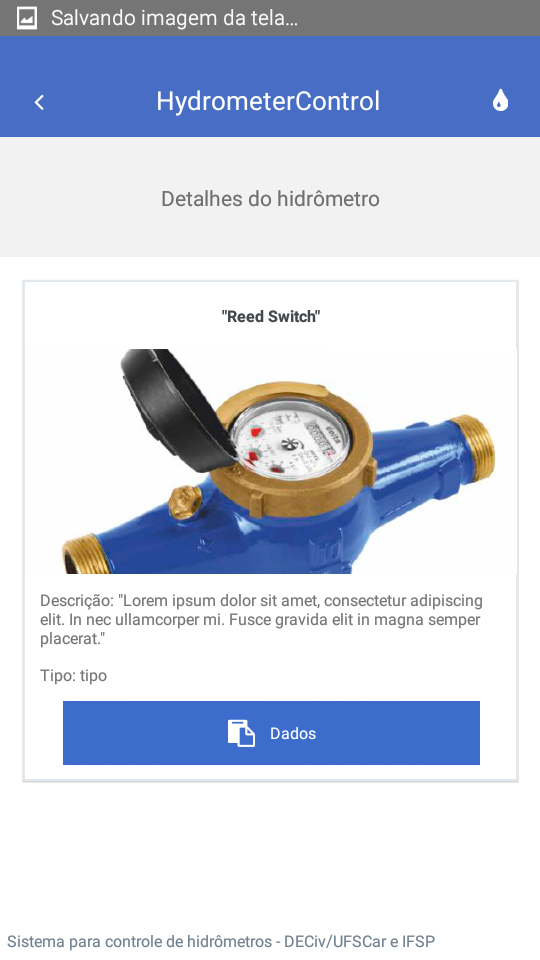 Salvando imagem da tela...
HydrometerControl
Detalhes do hidrômetro
"Reed Switch"
delta
Descrição: "Lorem ipsum dolor sit amet, consectetur adipiscing
elit. In nec ullamcorper mi. Fusce gravida elit in magna semper
placerat."
Tipo: tipo
Dados
Sistema para controle de hidrômetros - DECiv/UFSCar e IFSP